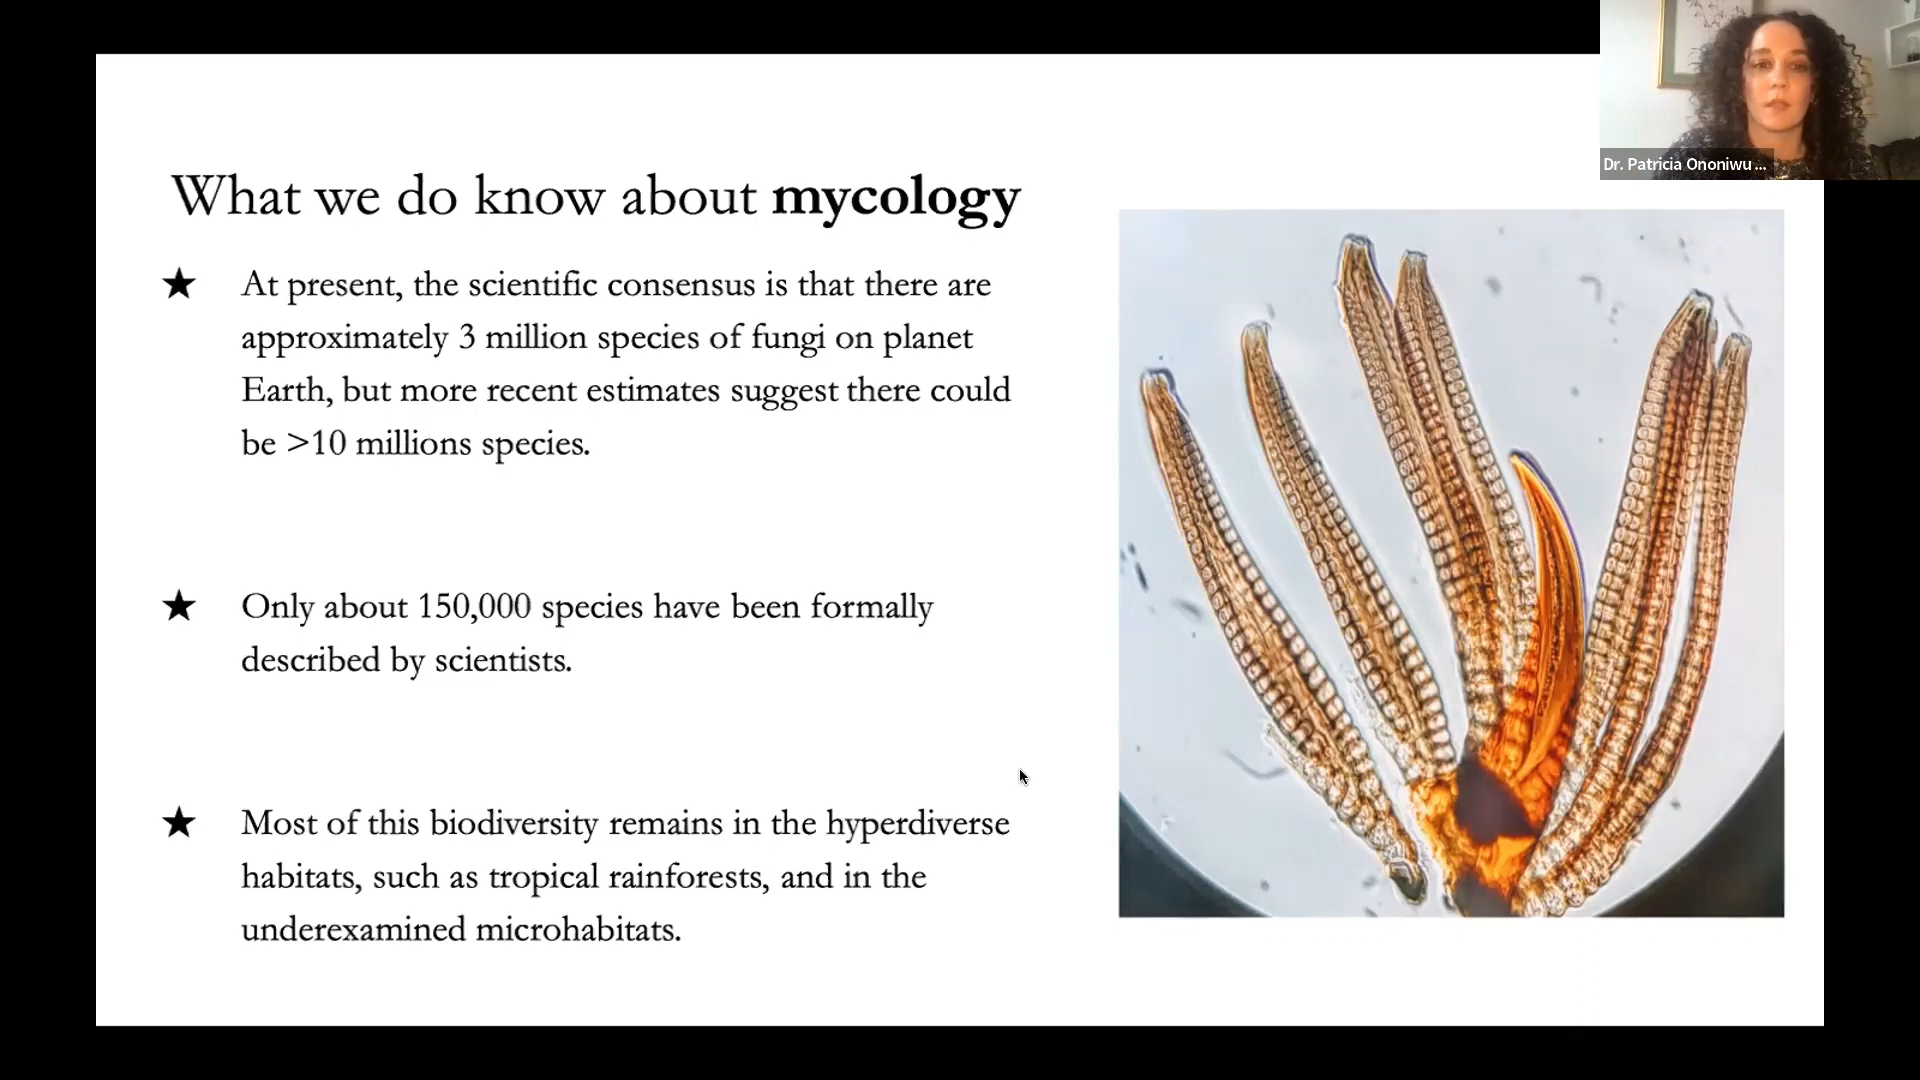 Dr. Patricia Ononiwu ...
What we do know about mycology
★ At present, the scientific consensus is that there are
approximately 3 million species of fungi on planet
Earth, but more recent estimates suggest there could
be >10 millions species.
★ Only about 150,000 species have been formally
described by scientists.
★ Most of this biodiversity remains in the hyperdiverse
habitats, such as tropical rainforests, and in the
underexamined microhabitats.